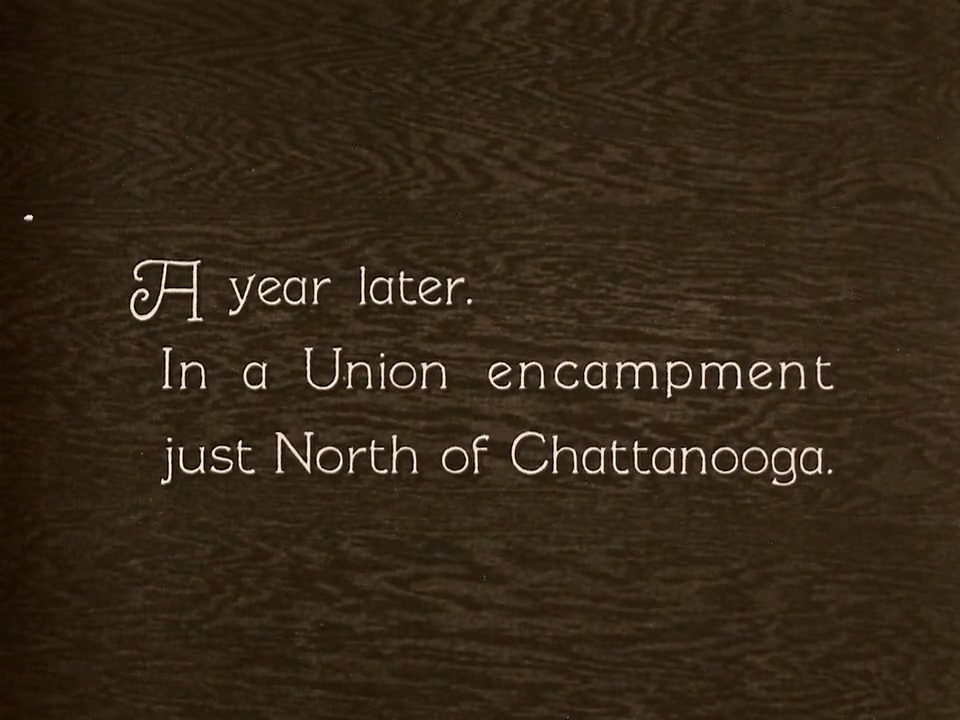 A year later.
In a Union encampment
just North of Chattanooga.